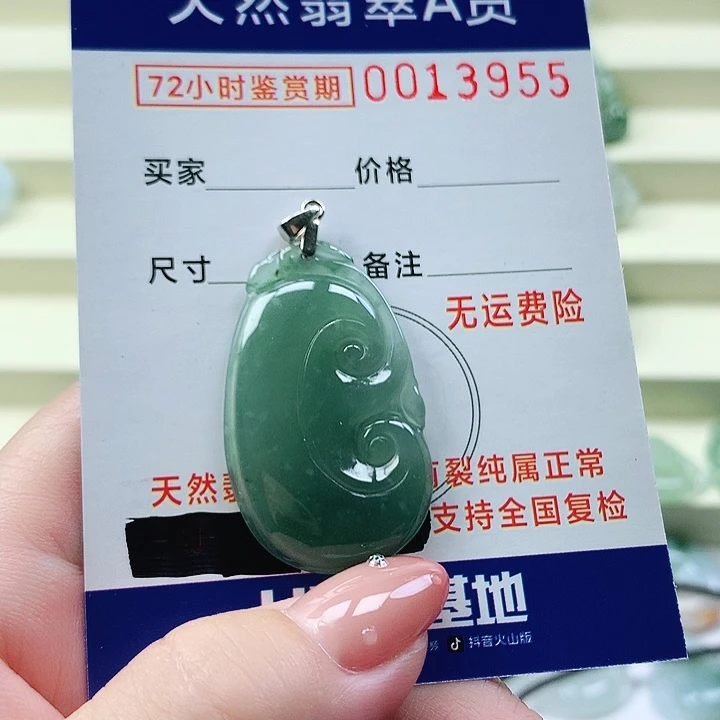 天然翡翠A货
72小时鉴赏期 0013955
买家 价格
尺寸 备注
无运费险
天然 裂纯属正常
支持全国复检
基地
抖音火山版